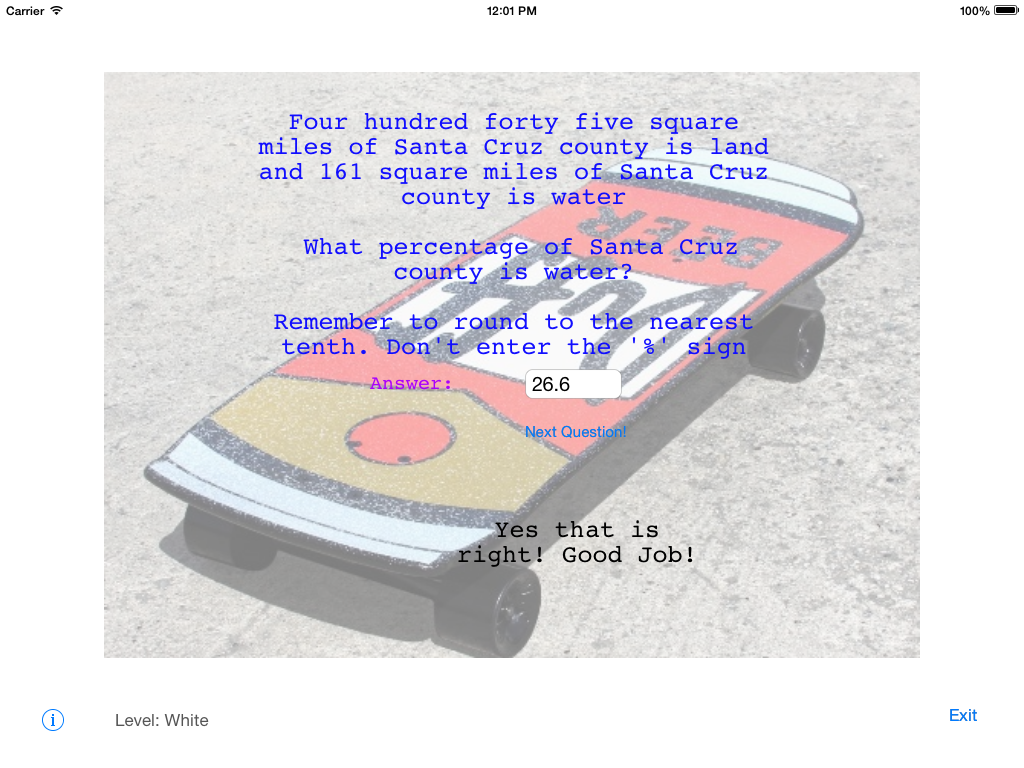 Carrier 12:01 PM 100%
Four hundred forty five square
miles of Santa Cruz county is land
and 161 square miles of Santa Cruz
county is water
What percentage of Santa Cruz
county is water?
Remember to round to the nearest
tenth. Don't enter the '%' sign
Answer: 26.6
Next Question!
Yes that is
right! Good Job!
BEER
Duff
i Level: White Exit